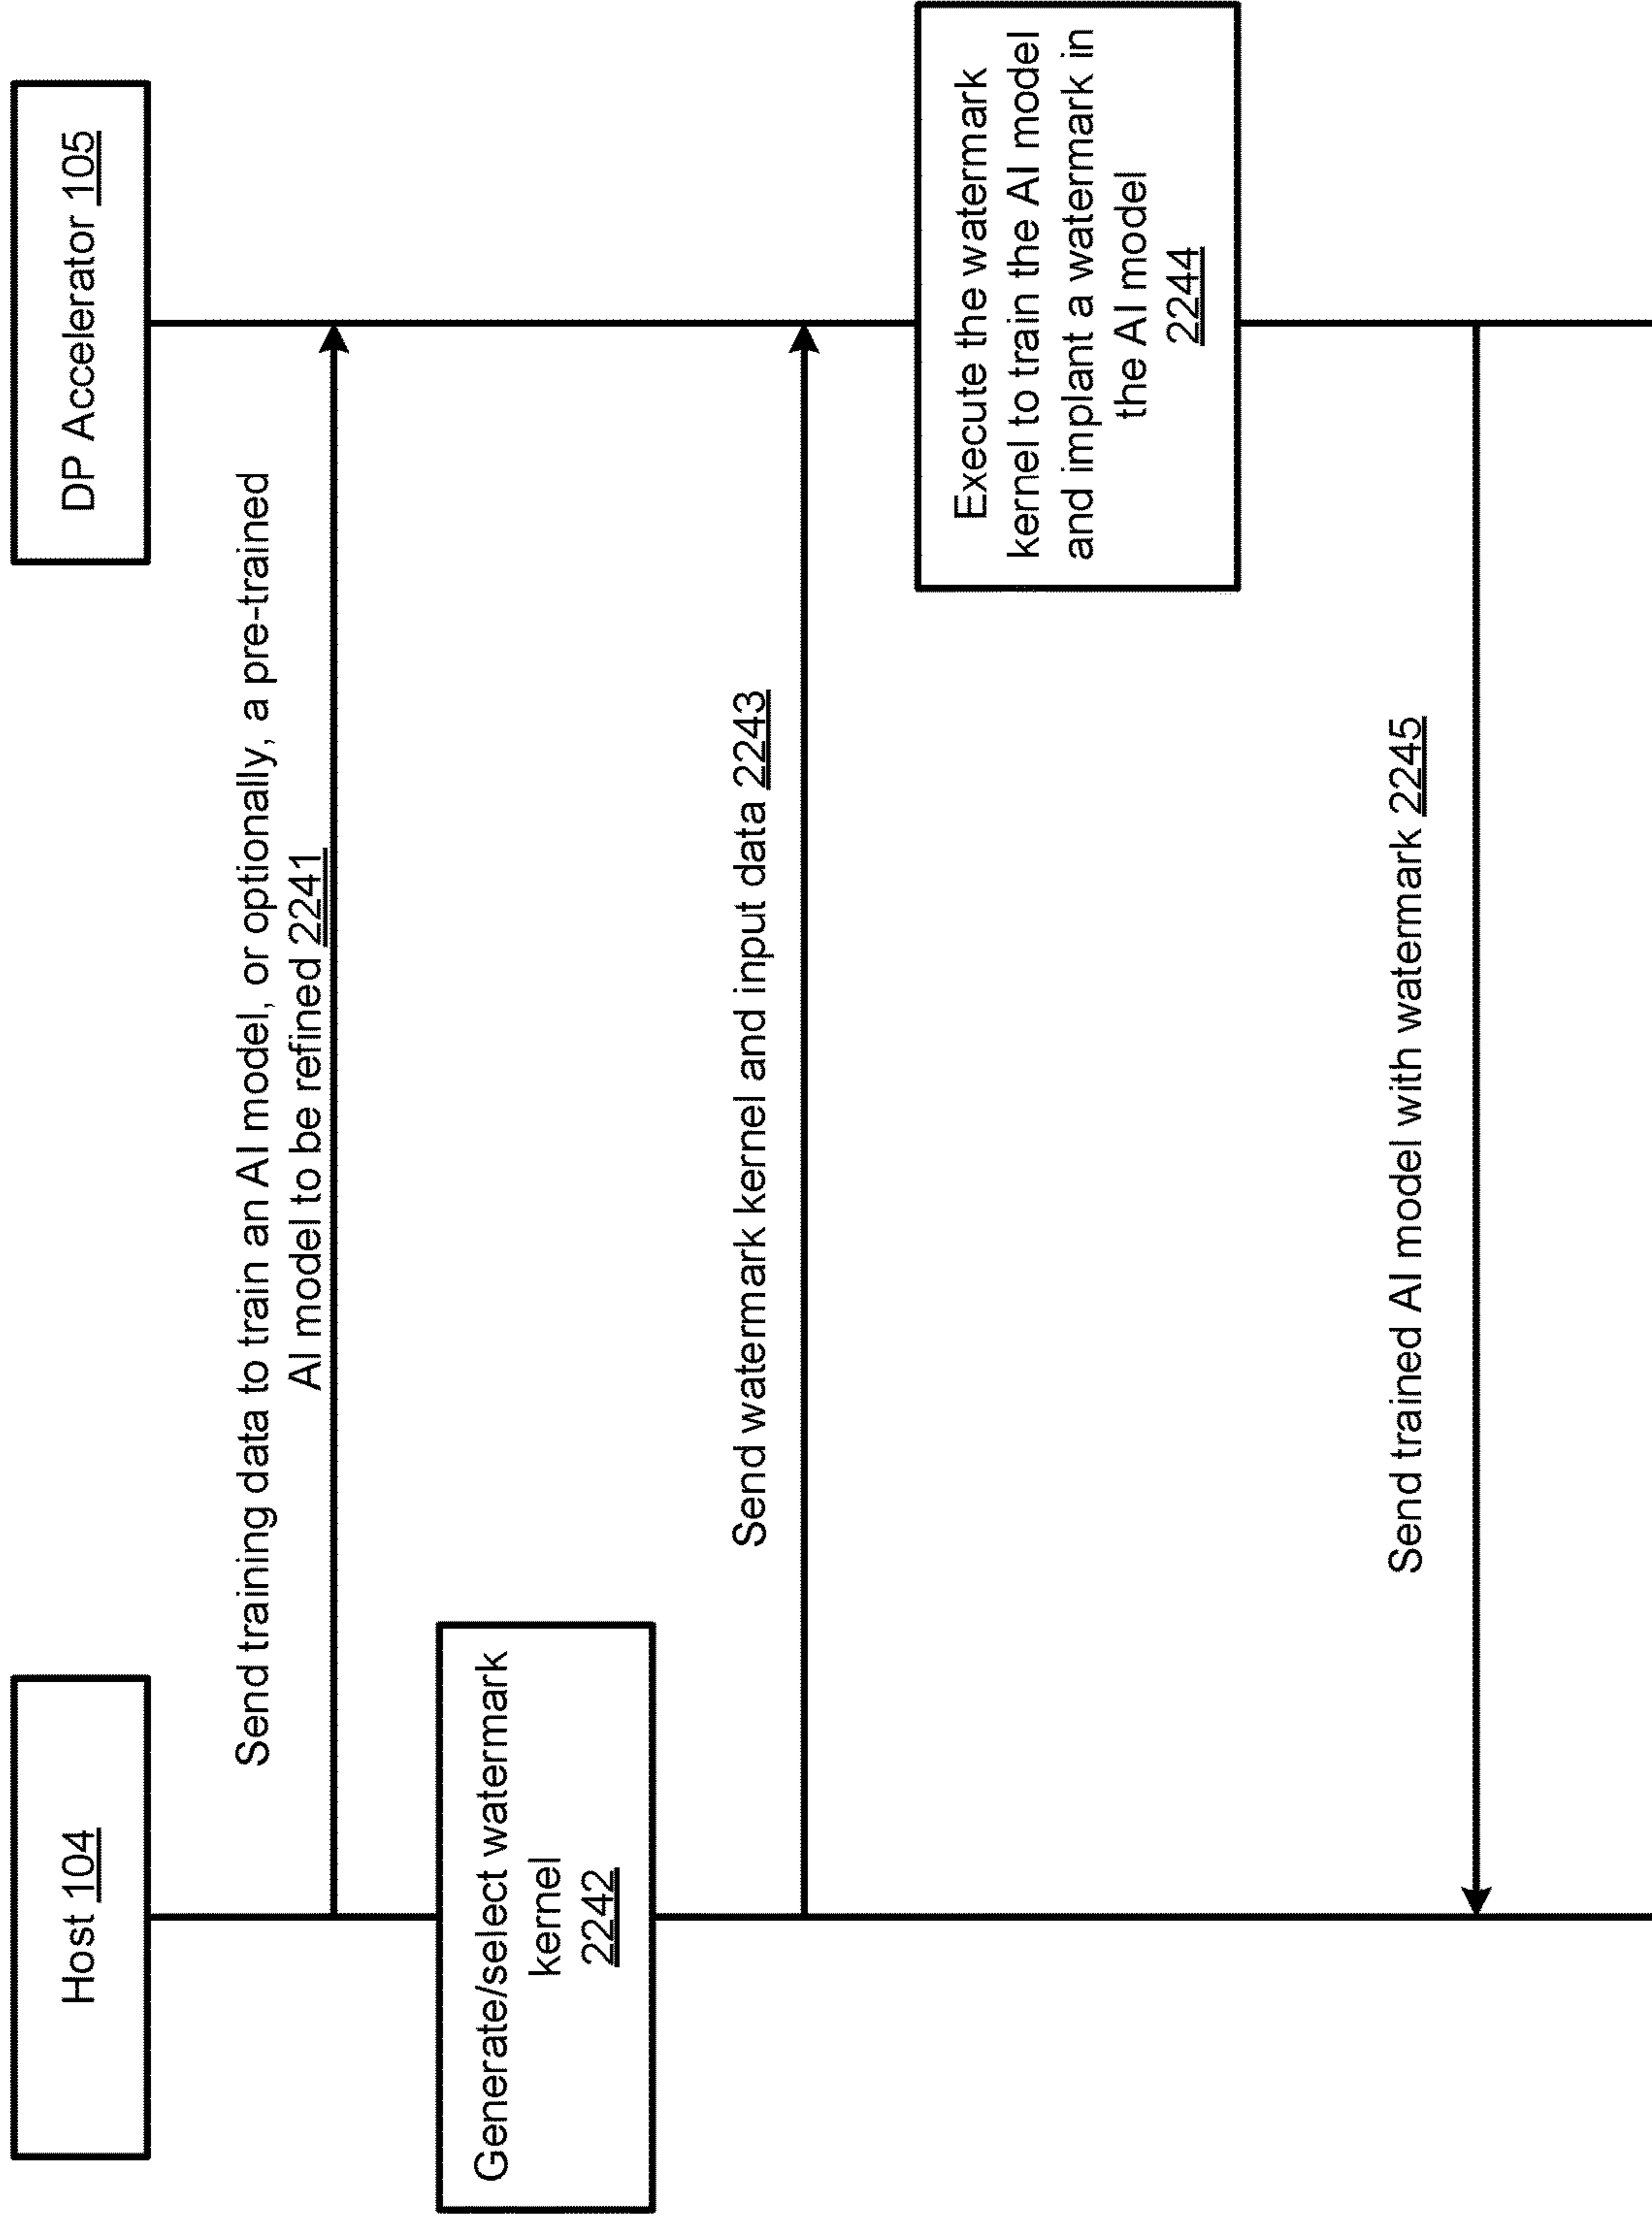 Host 104
DP Accelerator 105
Send training data to train an AI model, or optionally, a pre-trained
AI model to be refined 2241
Generate/select watermark
kernel
2242
Send watermark kernel and input data 2243
Execute the watermark
kernel to train the AI model
and implant a watermark in
the AI model
2244
Send trained AI model with watermark 2245